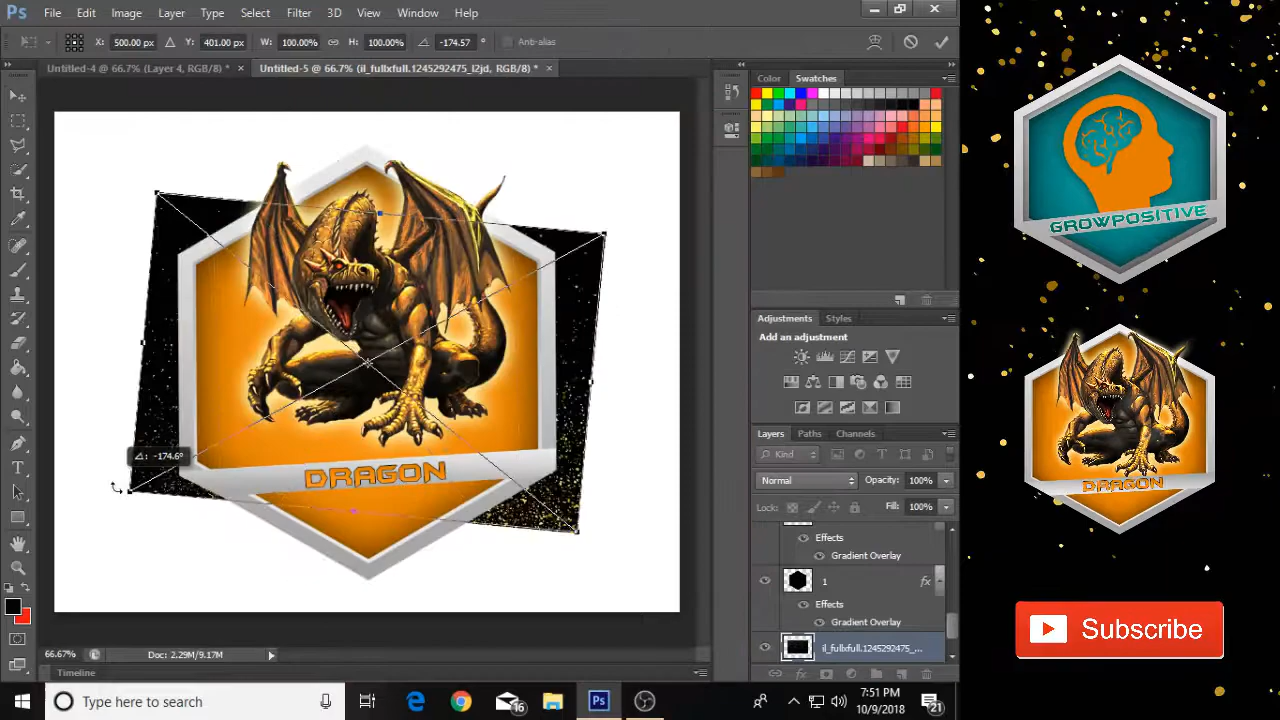 Ps File Edit Image Layer Type Select Filter 3D View Window Help
X: 500.00 px Y: 401.00 px W: 100.00% H: 100.00% -174.57 ° Anti-alias
Untitled-4 @ 66.7% (Layer 4, RGB/8) * × Untitled-5 @ 66.7% (il_fullxfull.1245292475_l2jd, RGB/8) * ×
Color Swatches
GROWPOSITIVE
Adjustments Styles
Add an adjustment
Layers Paths Channels
Kind
-174.6°
DRAGON
Normal Opacity: 100%
DRAGON
Lock: Fill: 100%
Effects
Gradient Overlay
1 fx
Effects
Gradient Overlay
Subscribe
il_fullxfull.1245292475_...
66.67% Doc: 2.29M/9.17M
Timeline
Type here to search
16
Ps
7:51 PM
10/9/2018
21